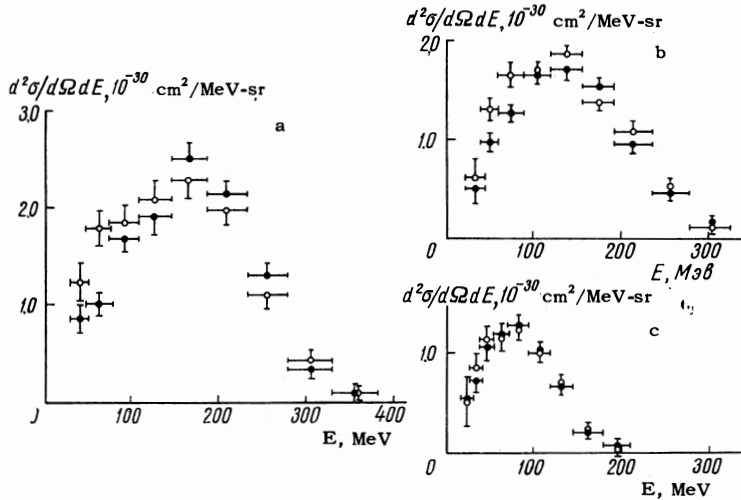 d²σ/dΩdE, 10⁻³⁰ cm²/MeV-sr
a
3,0
2,0
1,0
J
100
200
300
400
E, MeV
d²σ/dΩdE, 10⁻³⁰ cm²/MeV-sr
b
2,0
1,0
0
100
200
300
E, Мэв
d²σ/dΩdE, 10⁻³⁰ cm²/MeV-sr
c
1,0
0
100
200
300
E, MeV